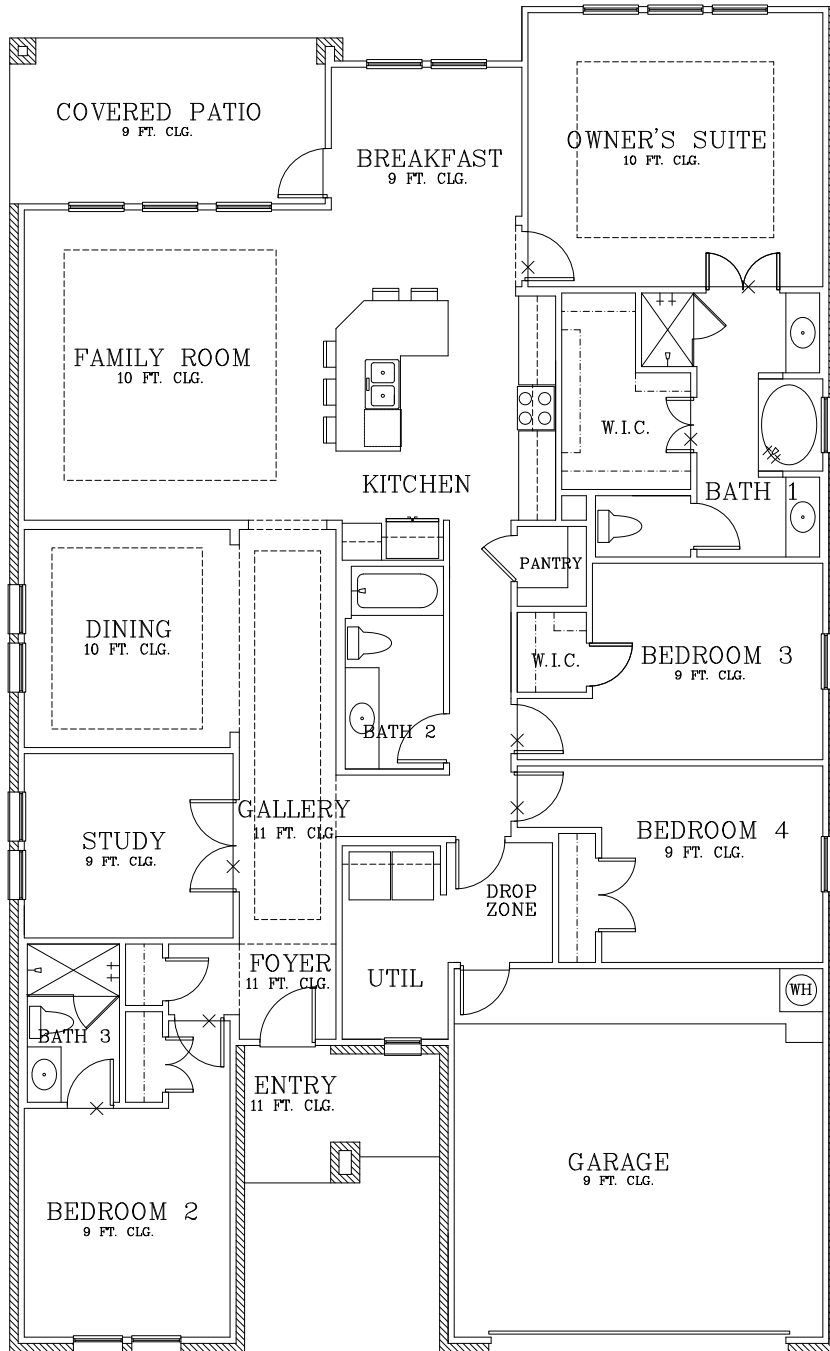 COVERED PATIO
9 FT. CLG.
BREAKFAST
9 FT. CLG.
OWNER'S SUITE
10 FT. CLG.
FAMILY ROOM
10 FT. CLG.
W.I.C.
KITCHEN
BATH 1
PANTRY
DINING
10 FT. CLG.
W.I.C.
BEDROOM 3
9 FT. CLG.
BATH 2
GALLERY
11 FT. CLG.
STUDY
9 FT. CLG.
BEDROOM 4
9 FT. CLG.
DROP
ZONE
FOYER
11 FT. CLG.
UTIL
WH
BATH 3
ENTRY
11 FT. CLG.
GARAGE
9 FT. CLG.
BEDROOM 2
9 FT. CLG.